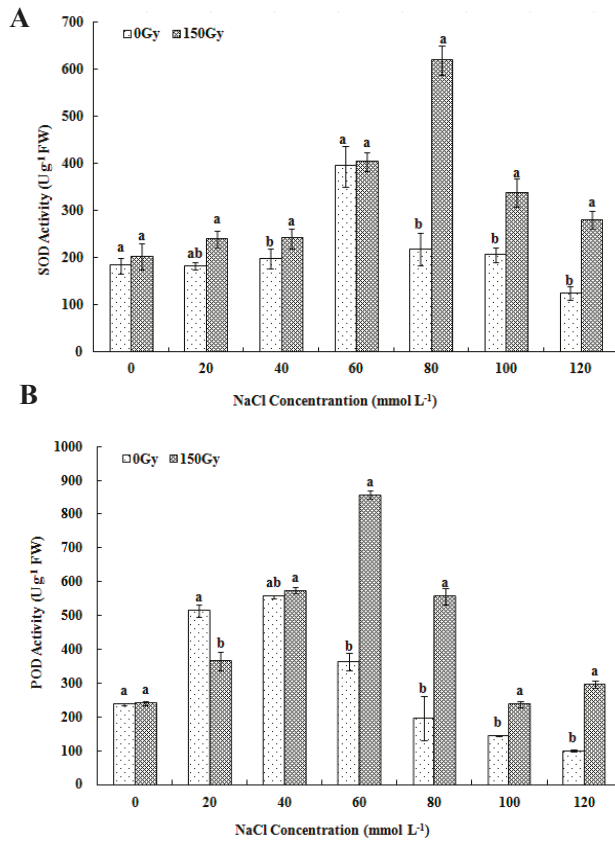 A
0Gy 150Gy
700
600
500
400
300
200
100
0
SOD Activity (U g-1 FW)
a a ab a b a a a b a b a b a
0 20 40 60 80 100 120
NaCl Concentrantion (mmol L-1)
B
0Gy 150Gy
1000
900
800
700
600
500
400
300
200
100
0
POD Activity (U g-1 FW)
a a a b ab a b a b a b a b a
0 20 40 60 80 100 120
NaCl Concentration (mmol L-1)